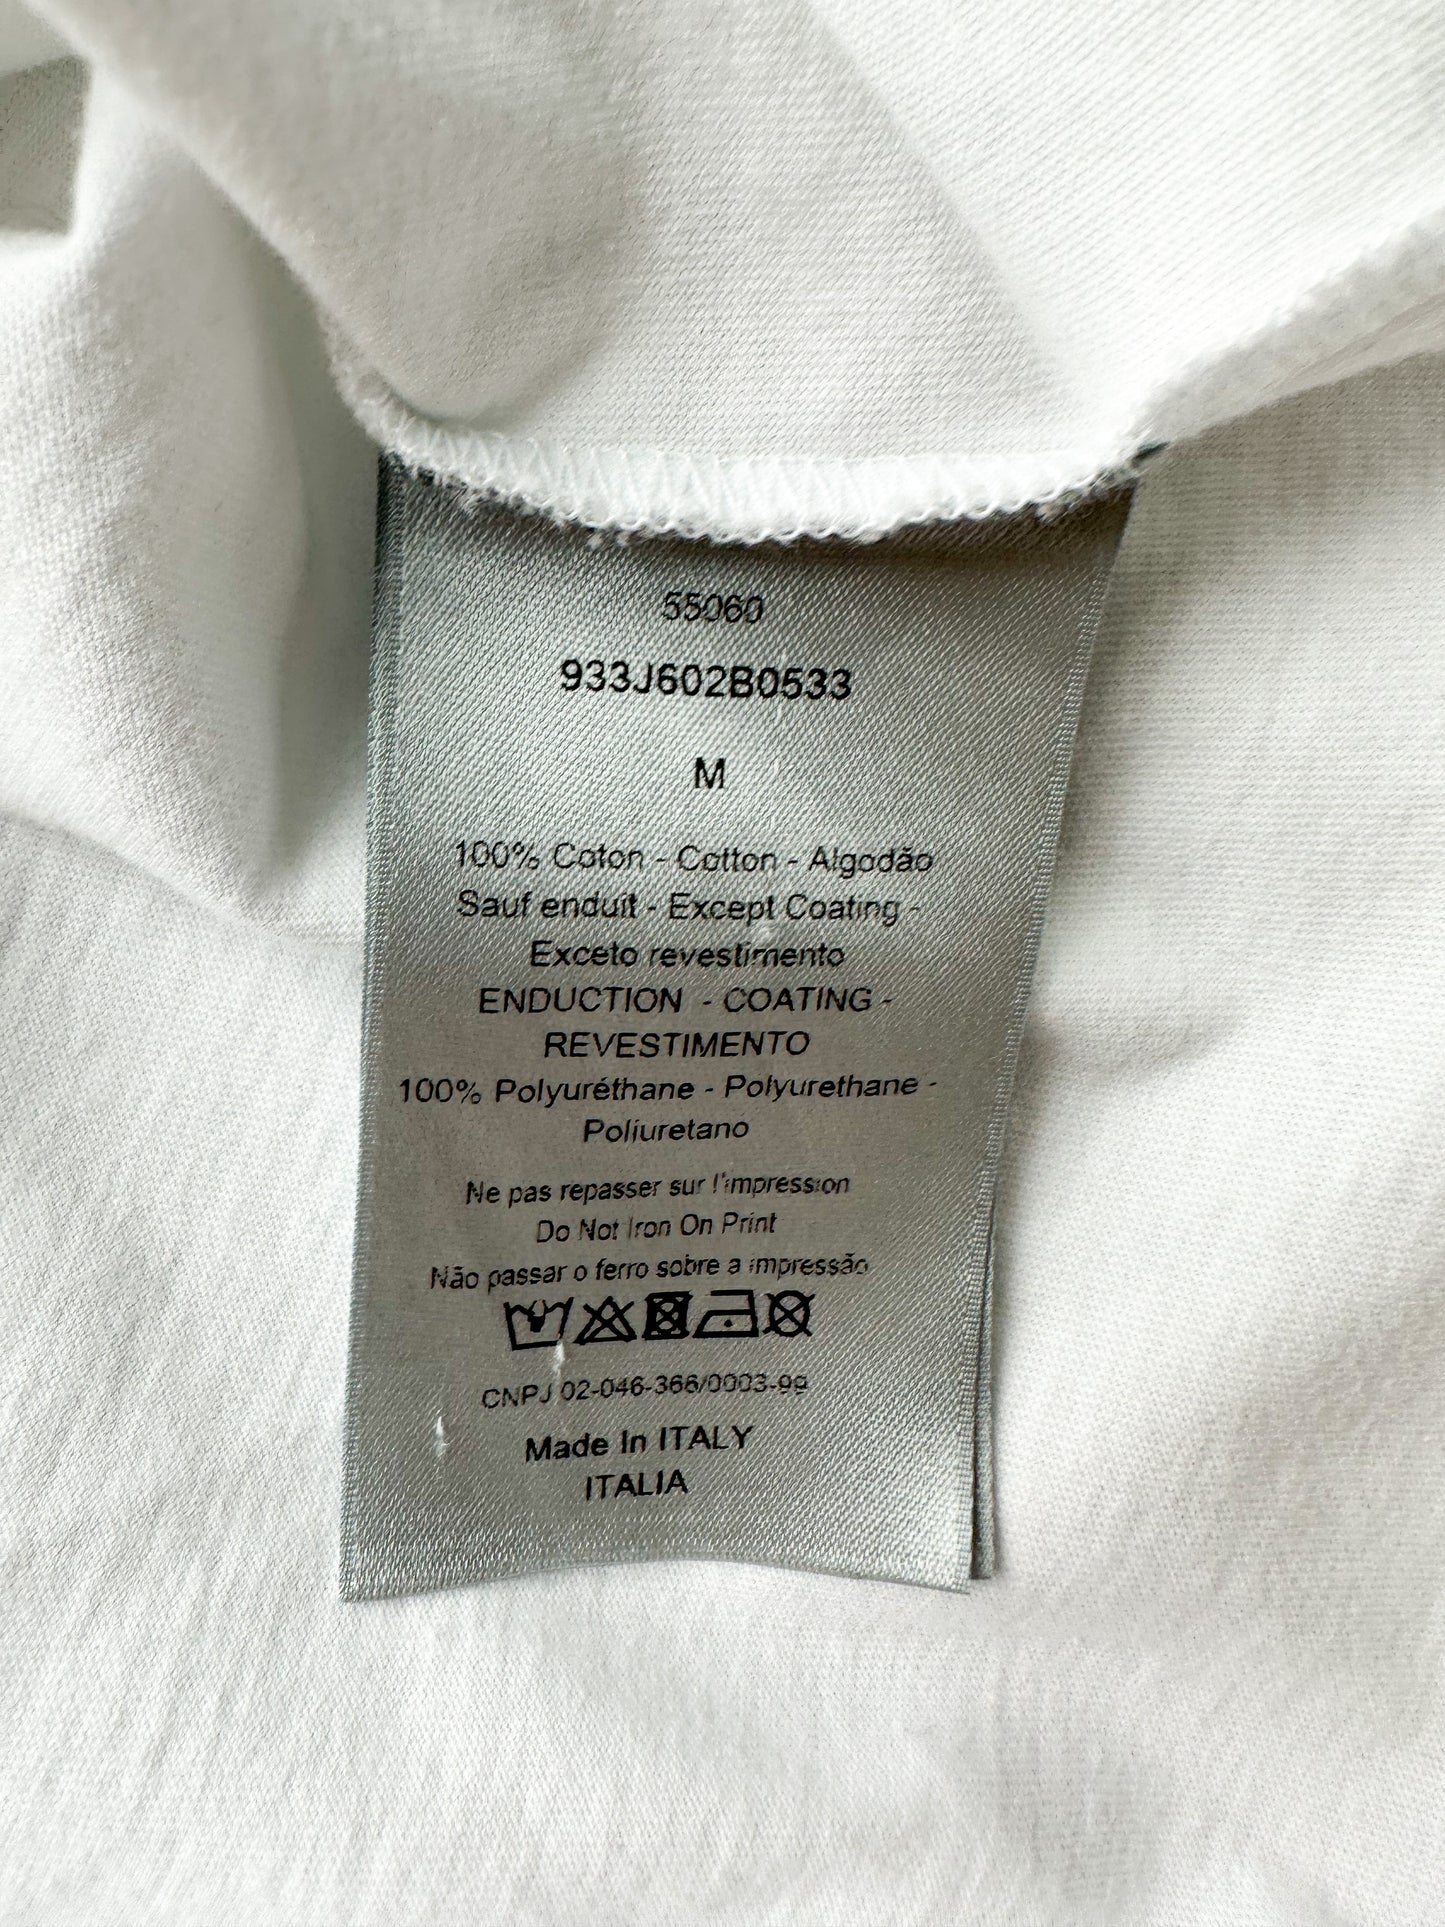 55060
933J602B0533
M
100% Coton - Cotton - Algodão
Sauf enduit - Except Coating -
Exceto revestimento
ENDUCTION - COATING -
REVESTIMENTO
100% Polyuréthane - Polyurethane -
Poliuretano
Ne pas repasser sur l'impression
Do Not Iron On Print
Não passar o ferro sobre a impressão
CNPJ 02-046-366/0003-99
Made In ITALY
ITALIA